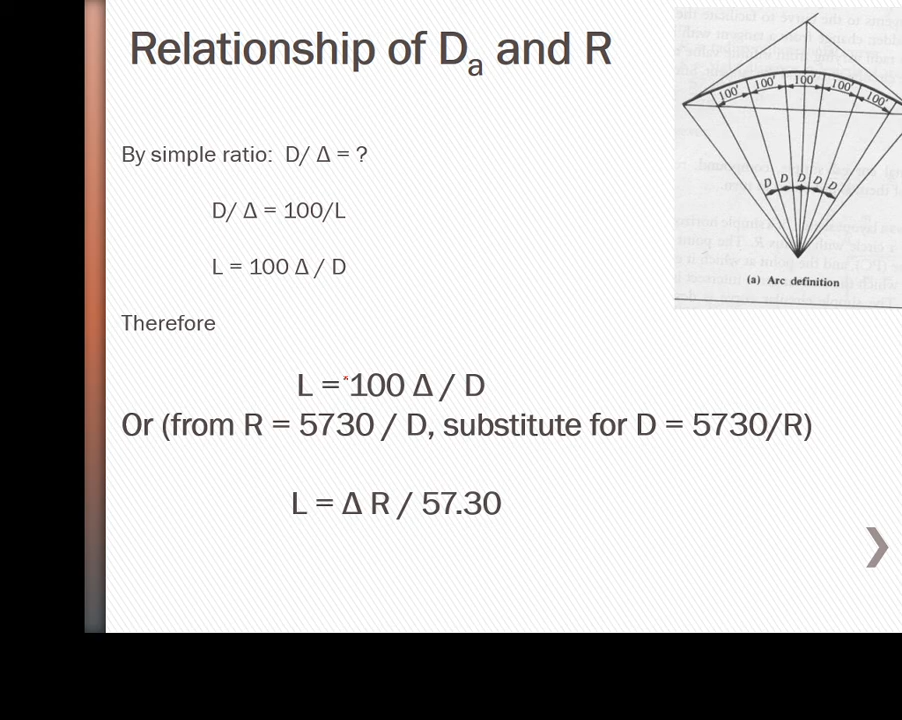 Relationship of Da and R
By simple ratio: D/ Δ = ?
D/ Δ = 100/L
L = 100 Δ / D
Therefore
L = 100 Δ / D
Or (from R = 5730 / D, substitute for D = 5730/R)
L = Δ R / 57.30
100' 100' 100' 100' 100'
D D D D D
(a) Arc definition